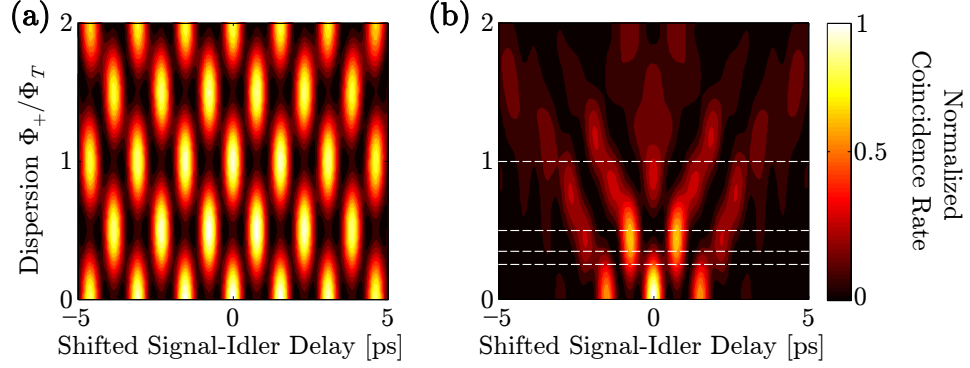 (a)
(b)
Dispersion Φ+/ΦT
2
1
0
−5
0
5
Shifted Signal-Idler Delay [ps]
2
1
0
−5
0
5
Shifted Signal-Idler Delay [ps]
1
0.5
0
Normalized
Coincidence Rate